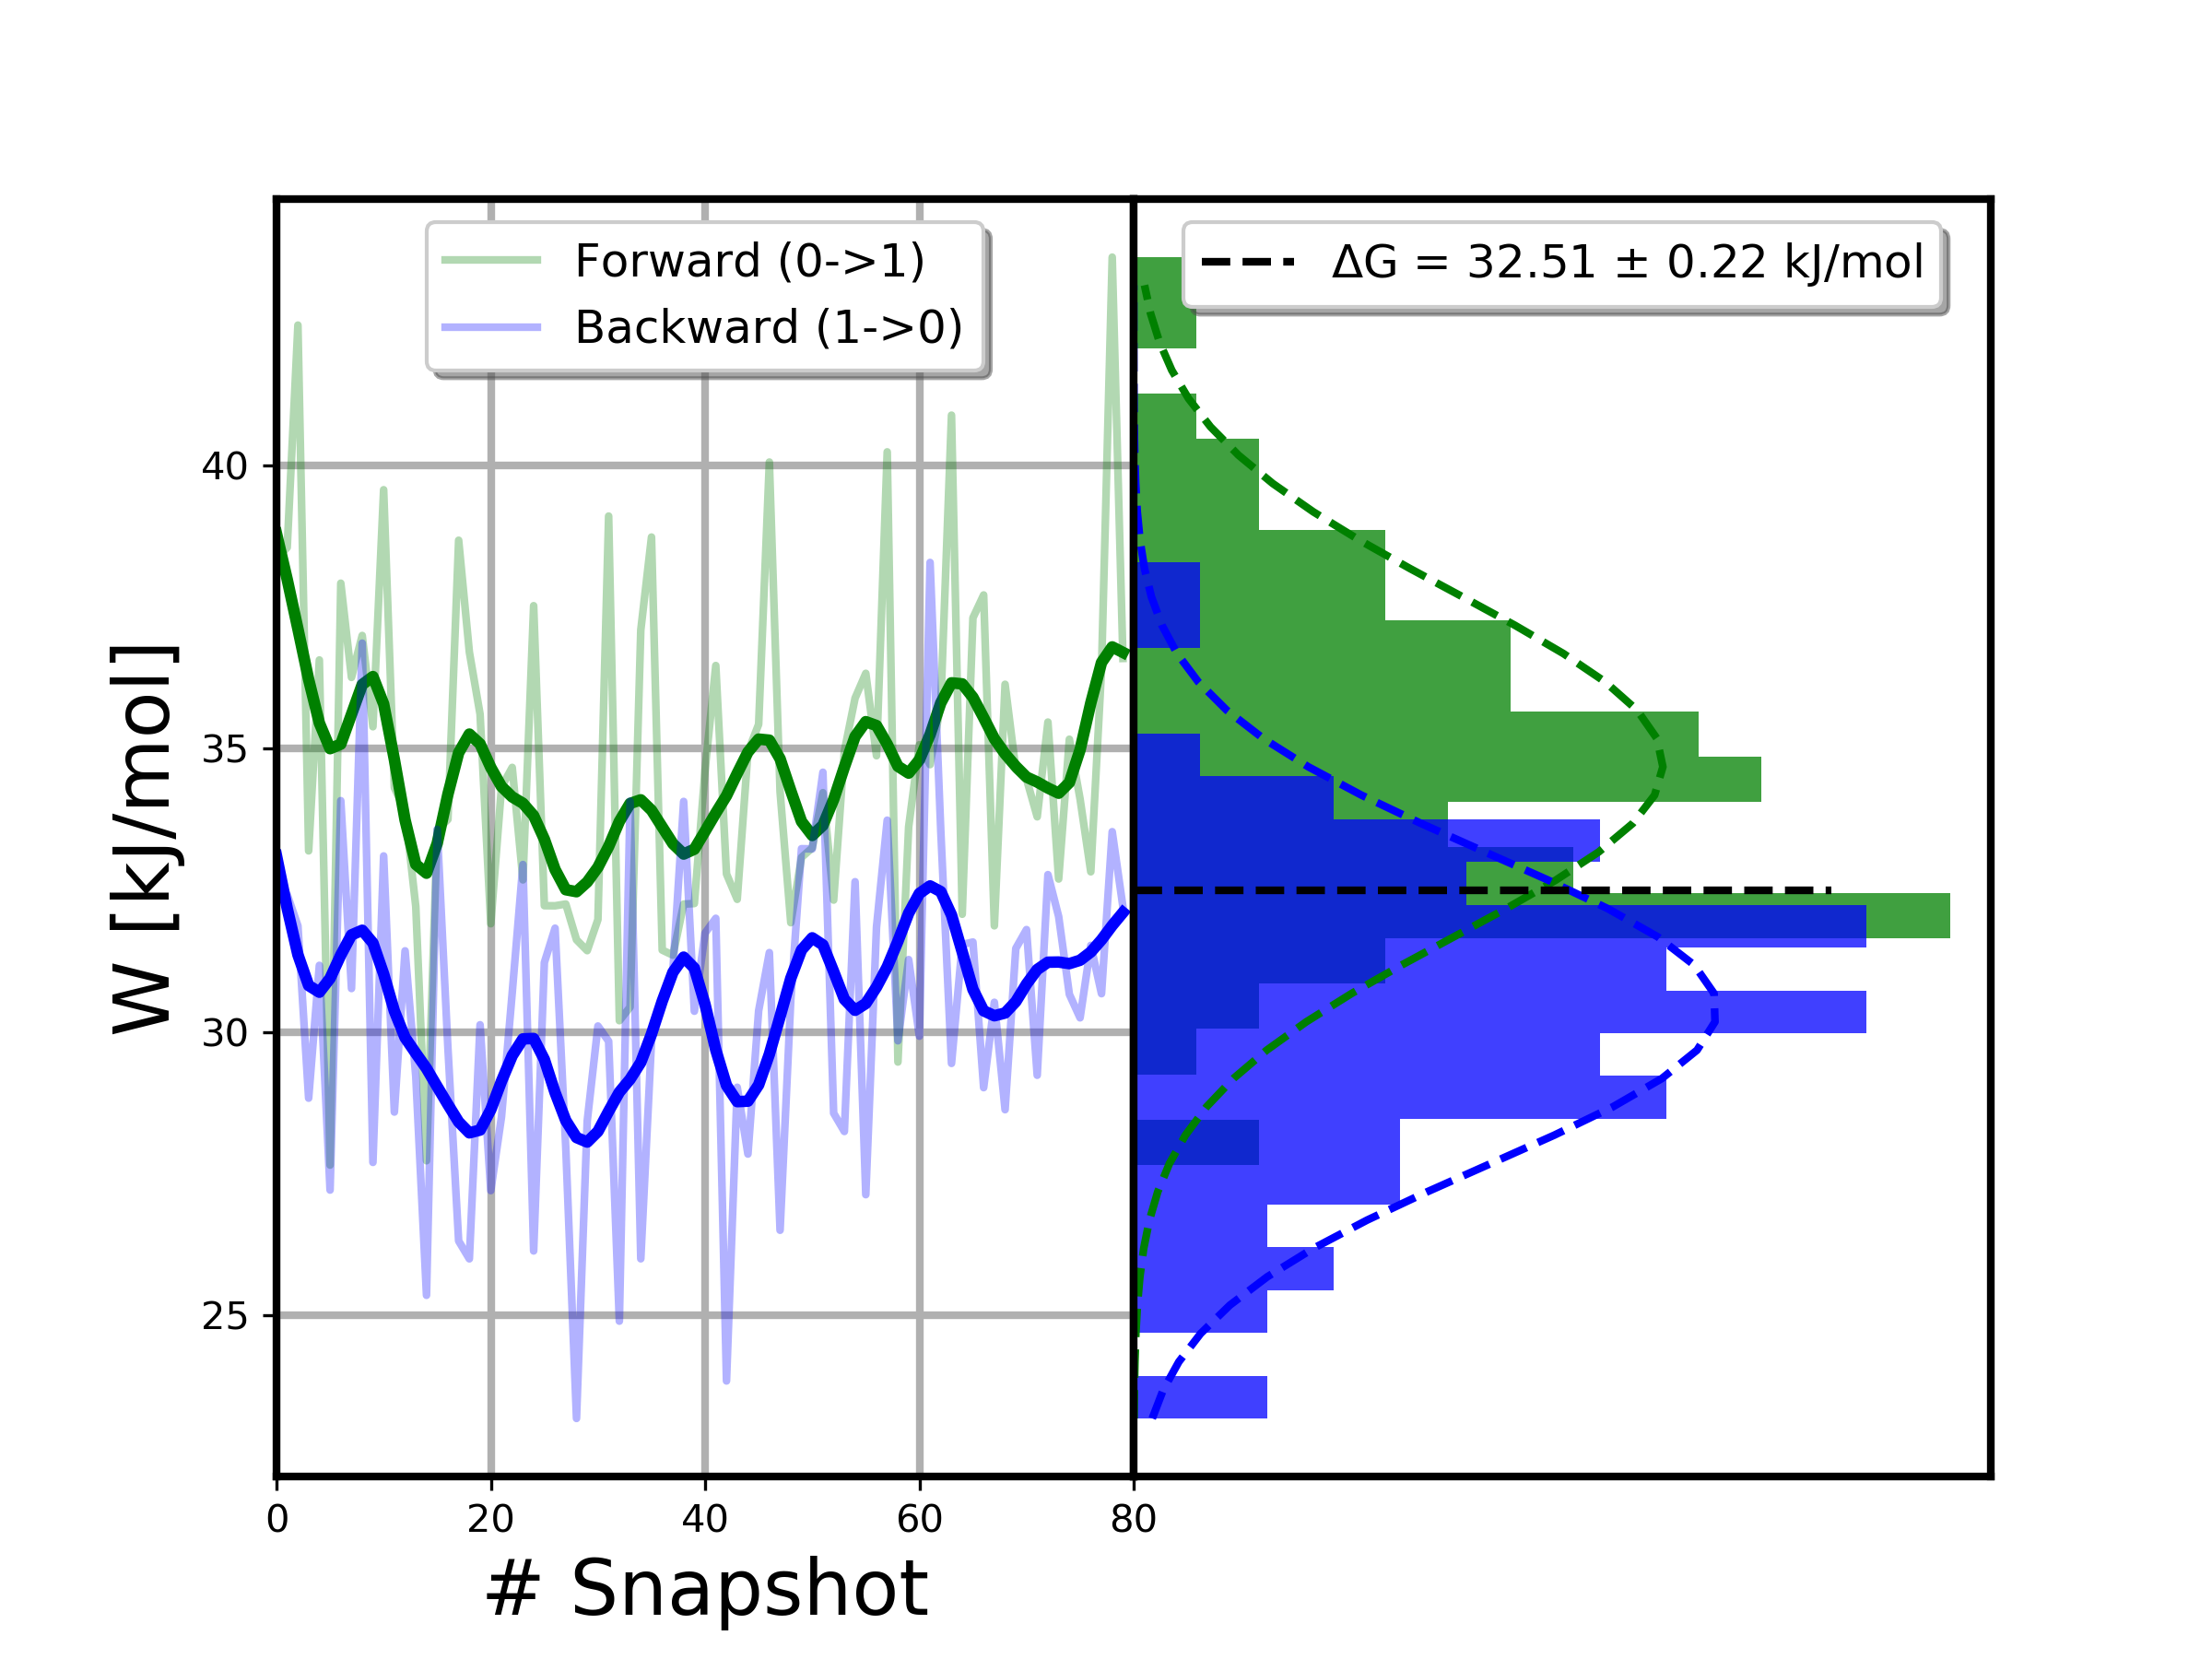 Forward (0->1)
Backward (1->0)
ΔG = 32.51 ± 0.22 kJ/mol
W [kJ/mol]
40
35
30
25
0 20 40 60 80
# Snapshot